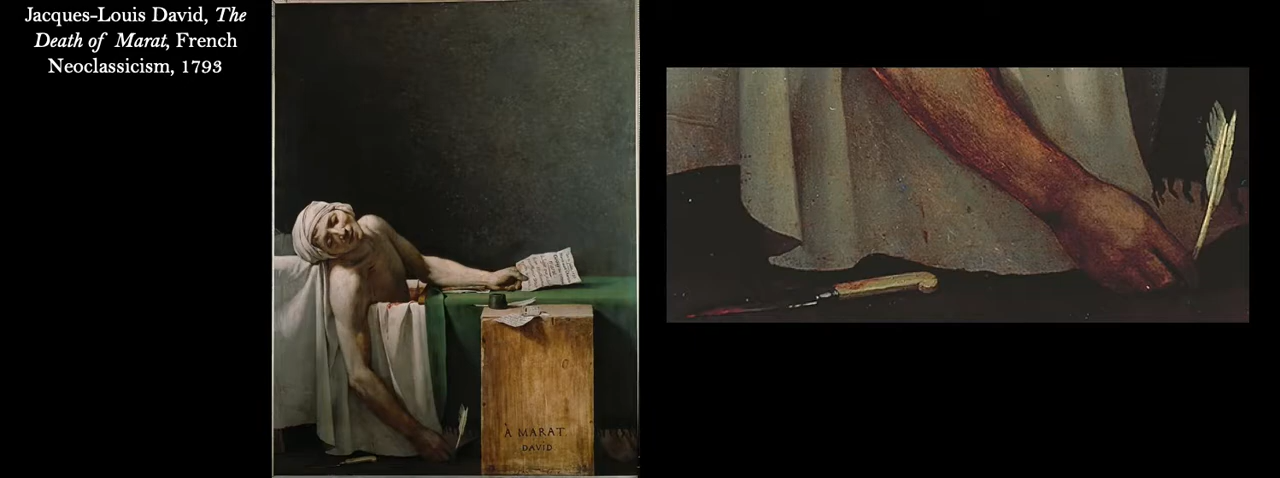 Jacques-Louis David, The
Death of Marat, French
Neoclassicism, 1793
À MARAT
DAVID